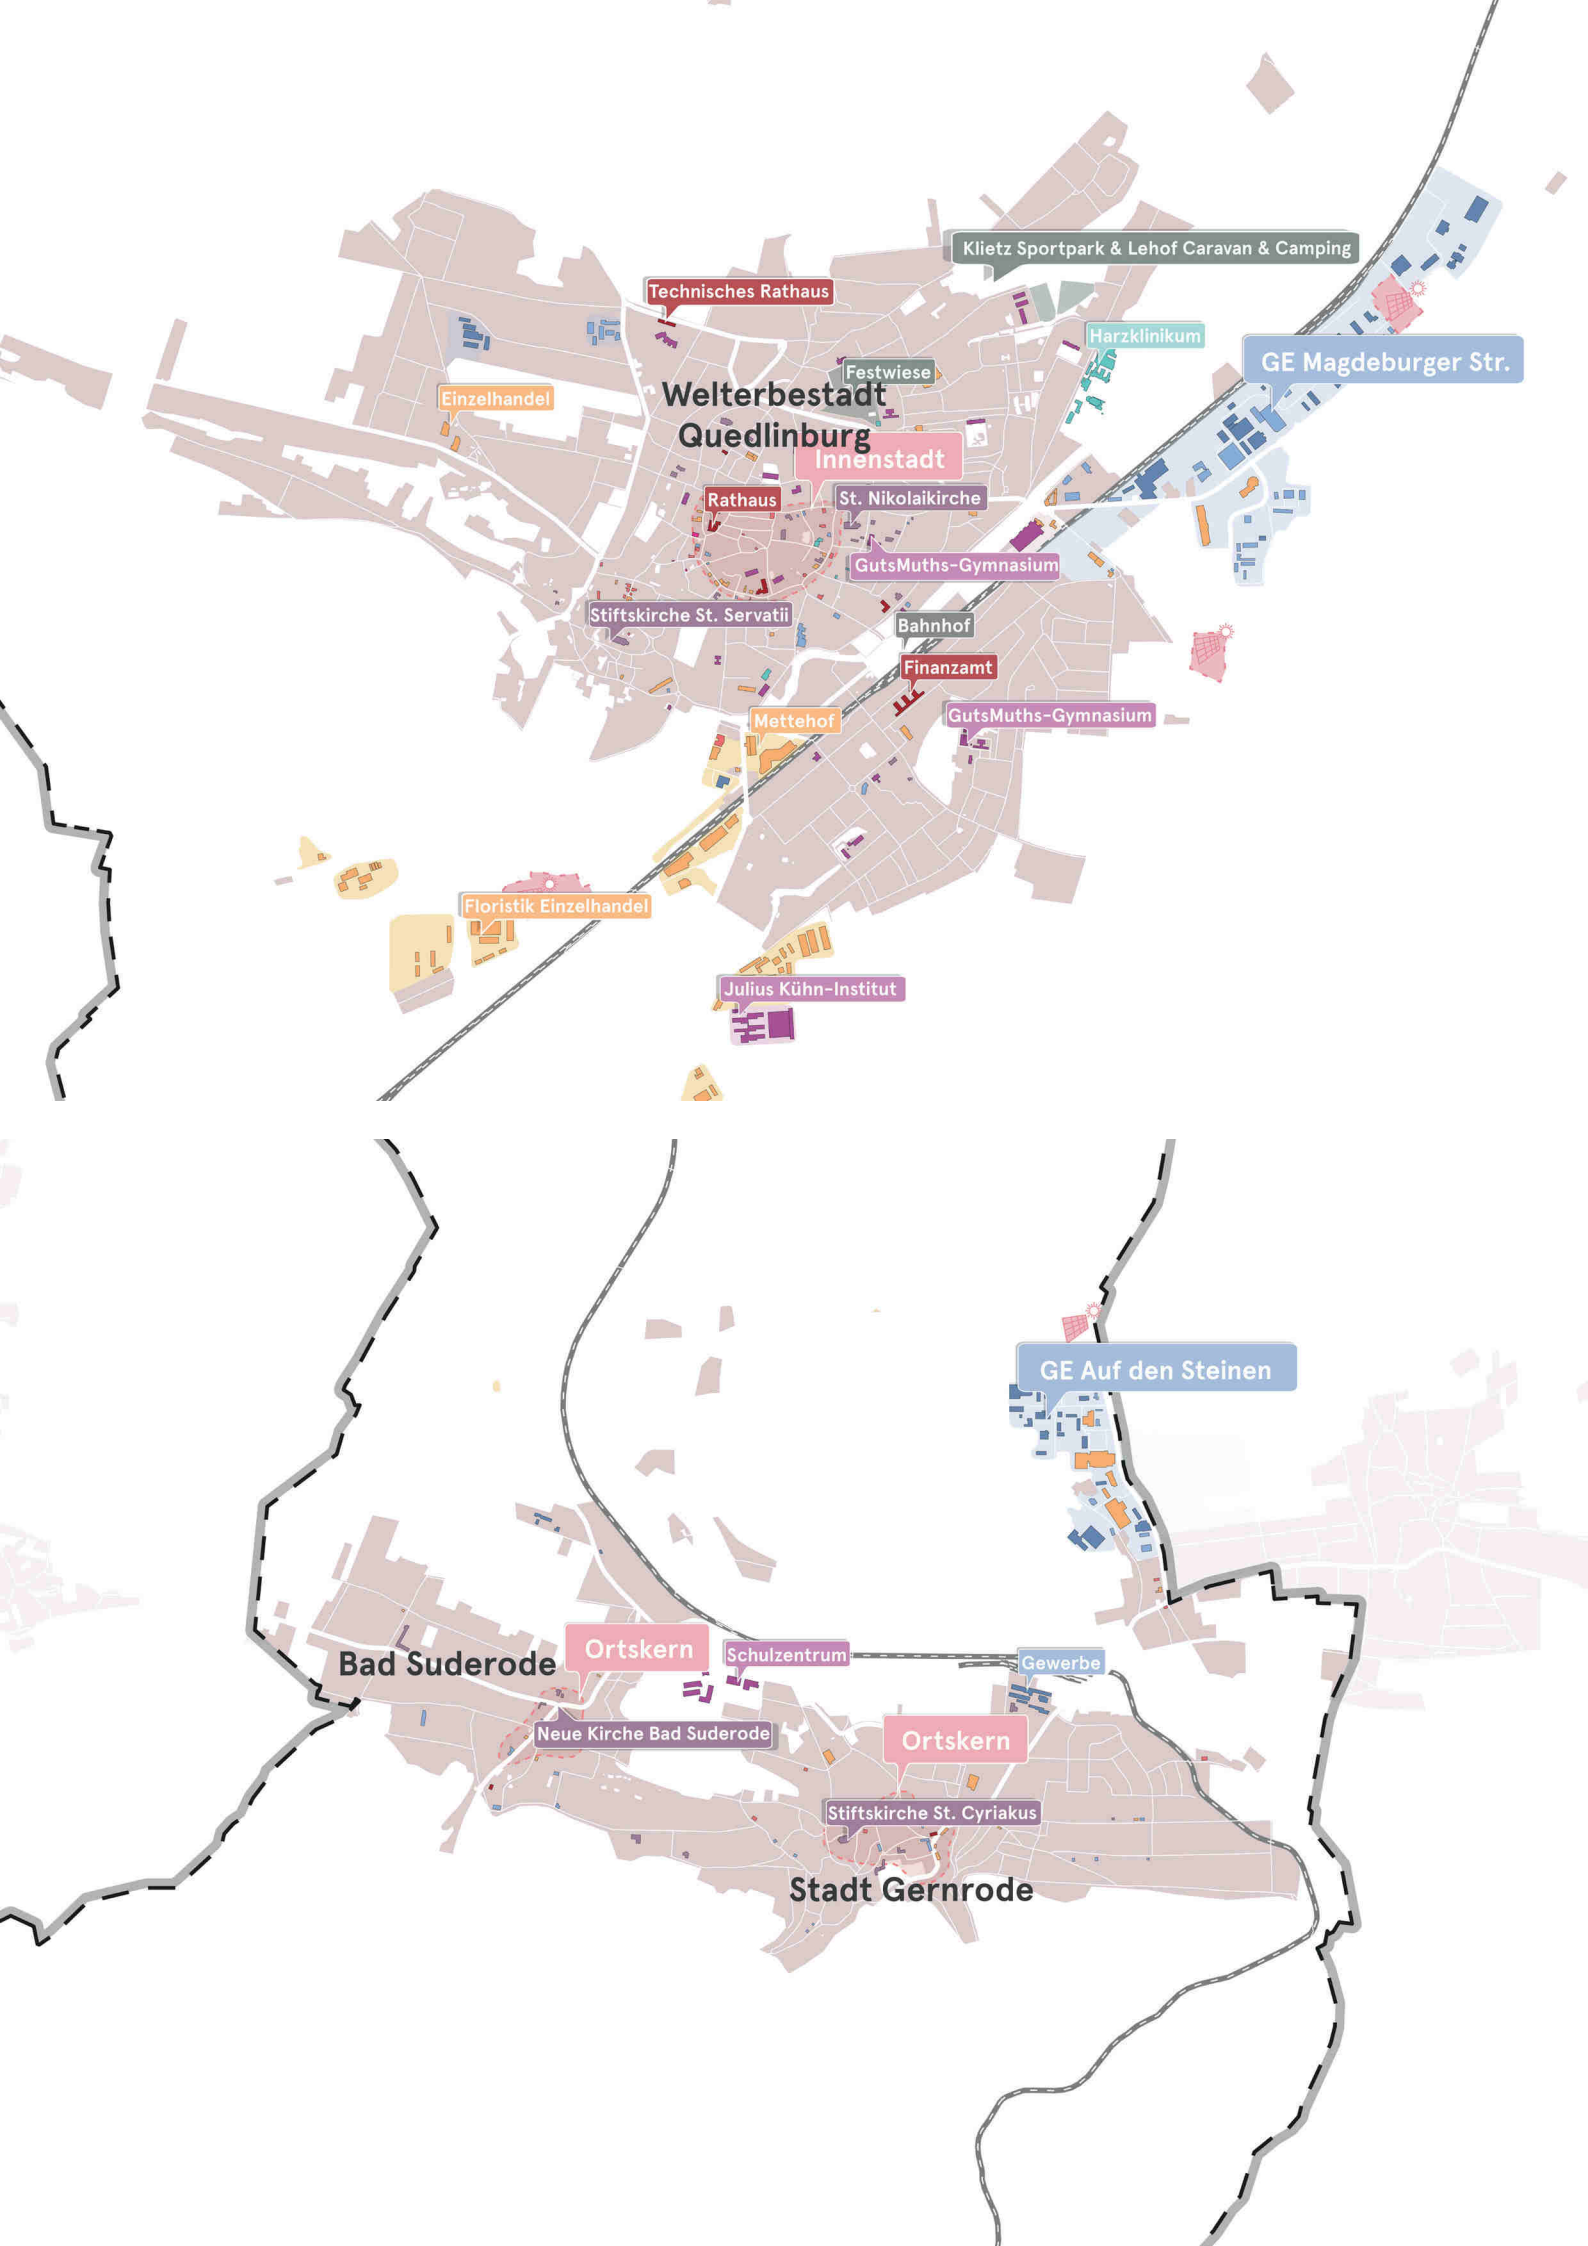 Klietz Sportpark & Lehof Caravan & Camping
Technisches Rathaus
Harzklinikum
GE Magdeburger Str.
Festwiese
Einzelhandel
Welterbestadt
Quedlinburg
Innenstadt
Rathaus
St. Nikolaikirche
GutsMuths-Gymnasium
Stiftskirche St. Servatii
Bahnhof
Finanzamt
GutsMuths-Gymnasium
Mettehof
Floristik Einzelhandel
Julius Kühn-Institut
GE Auf den Steinen
Ortskern
Schulzentrum
Bad Suderode
Gewerbe
Neue Kirche Bad Suderode
Ortskern
Stiftskirche St. Cyriakus
Stadt Gernrode